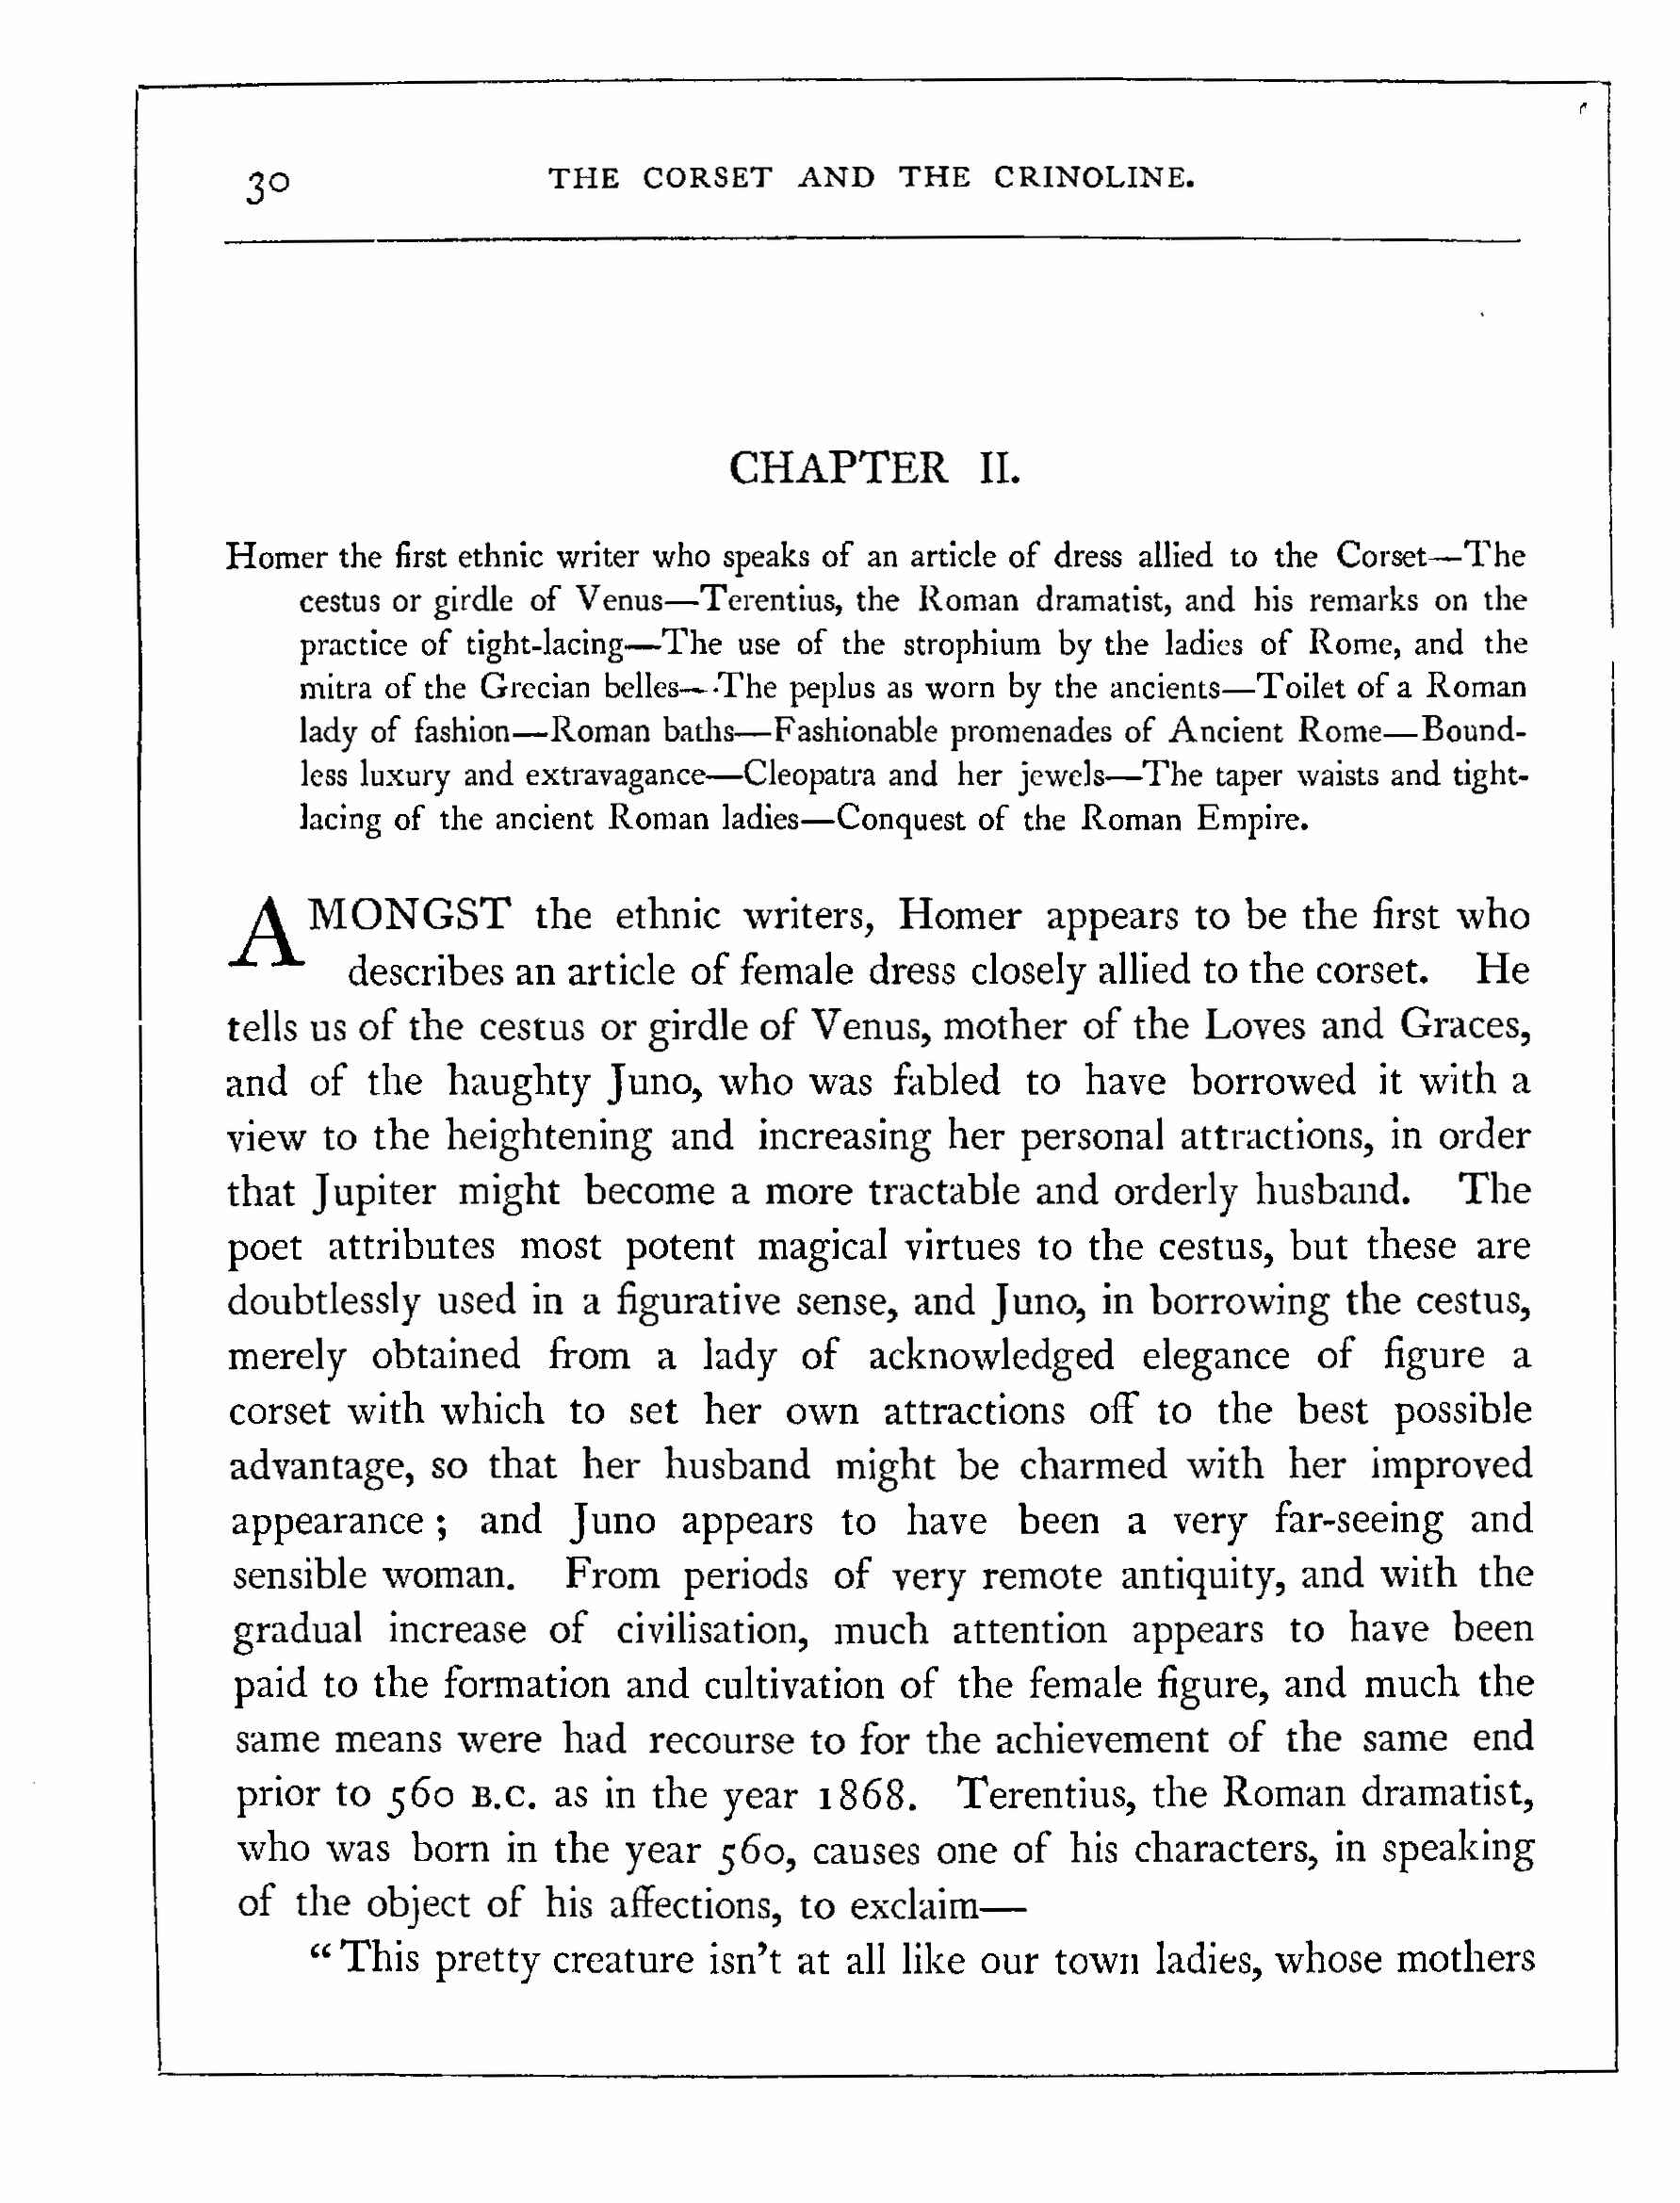 30 THE CORSET AND THE CRINOLINE.
CHAPTER II.
Homer the first ethnic writer who speaks of an article of dress allied to the Corset—The
cestus or girdle of Venus—Terentius, the Roman dramatist, and his remarks on the
practice of tight-lacing—The use of the strophium by the ladies of Rome, and the
mitra of the Grecian belles—The peplus as worn by the ancients—Toilet of a Roman
lady of fashion—Roman baths—Fashionable promenades of Ancient Rome—Bound-
less luxury and extravagance—Cleopatra and her jewels—The taper waists and tight-
lacing of the ancient Roman ladies—Conquest of the Roman Empire.
AMONGST the ethnic writers, Homer appears to be the first who
describes an article of female dress closely allied to the corset. He
tells us of the cestus or girdle of Venus, mother of the Loves and Graces,
and of the haughty Juno, who was fabled to have borrowed it with a
view to the heightening and increasing her personal attractions, in order
that Jupiter might become a more tractable and orderly husband. The
poet attributes most potent magical virtues to the cestus, but these are
doubtlessly used in a figurative sense, and Juno, in borrowing the cestus,
merely obtained from a lady of acknowledged elegance of figure a
corset with which to set her own attractions off to the best possible
advantage, so that her husband might be charmed with her improved
appearance; and Juno appears to have been a very far-seeing and
sensible woman. From periods of very remote antiquity, and with the
gradual increase of civilisation, much attention appears to have been
paid to the formation and cultivation of the female figure, and much the
same means were had recourse to for the achievement of the same end
prior to 560 B.C. as in the year 1868. Terentius, the Roman dramatist,
who was born in the year 560, causes one of his characters, in speaking
of the object of his affections, to exclaim—
"This pretty creature isn't at all like our town ladies, whose mothers